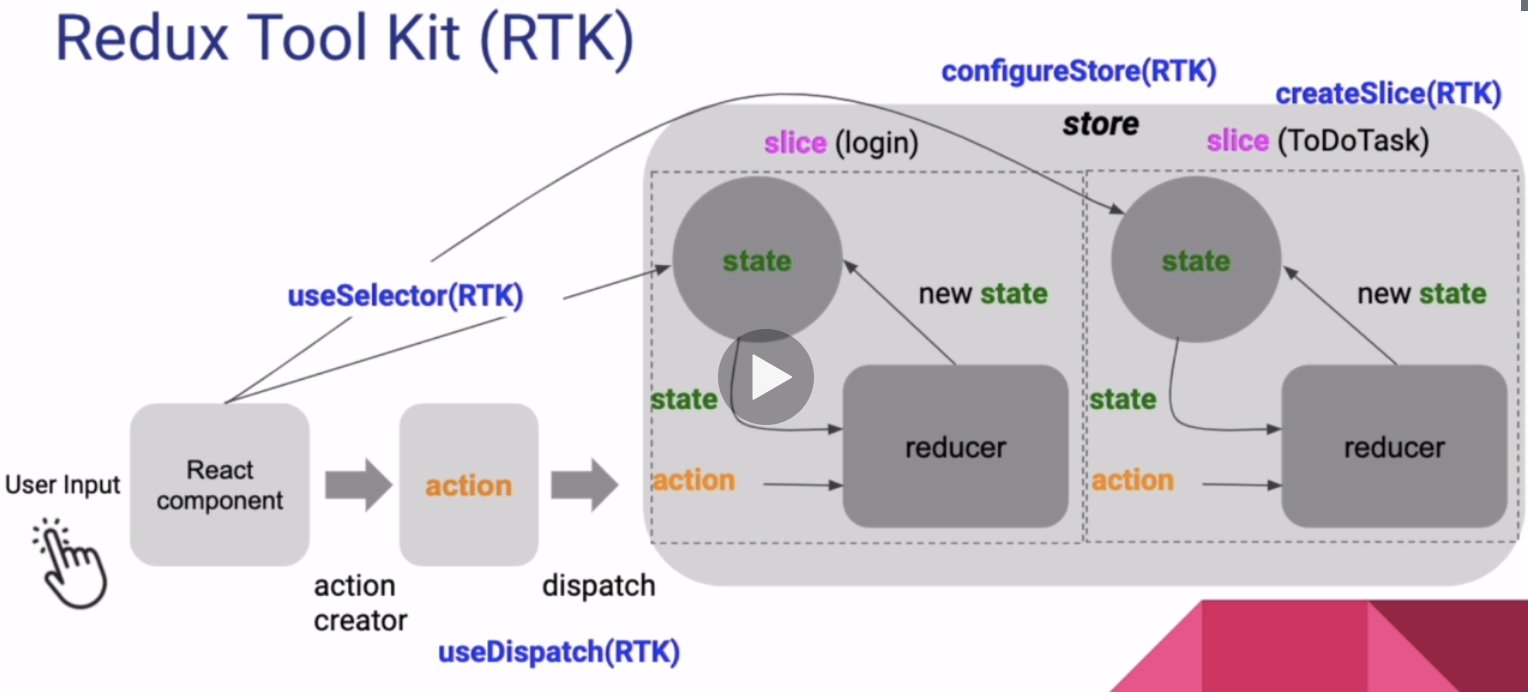 Redux Tool Kit (RTK)
configureStore(RTK)
createSlice(RTK)
store
slice (login)
slice (ToDoTask)
state
state
useSelector(RTK)
new state
new state
state
state
reducer
reducer
User Input
React
component
action
action
action
action
creator
dispatch
useDispatch(RTK)